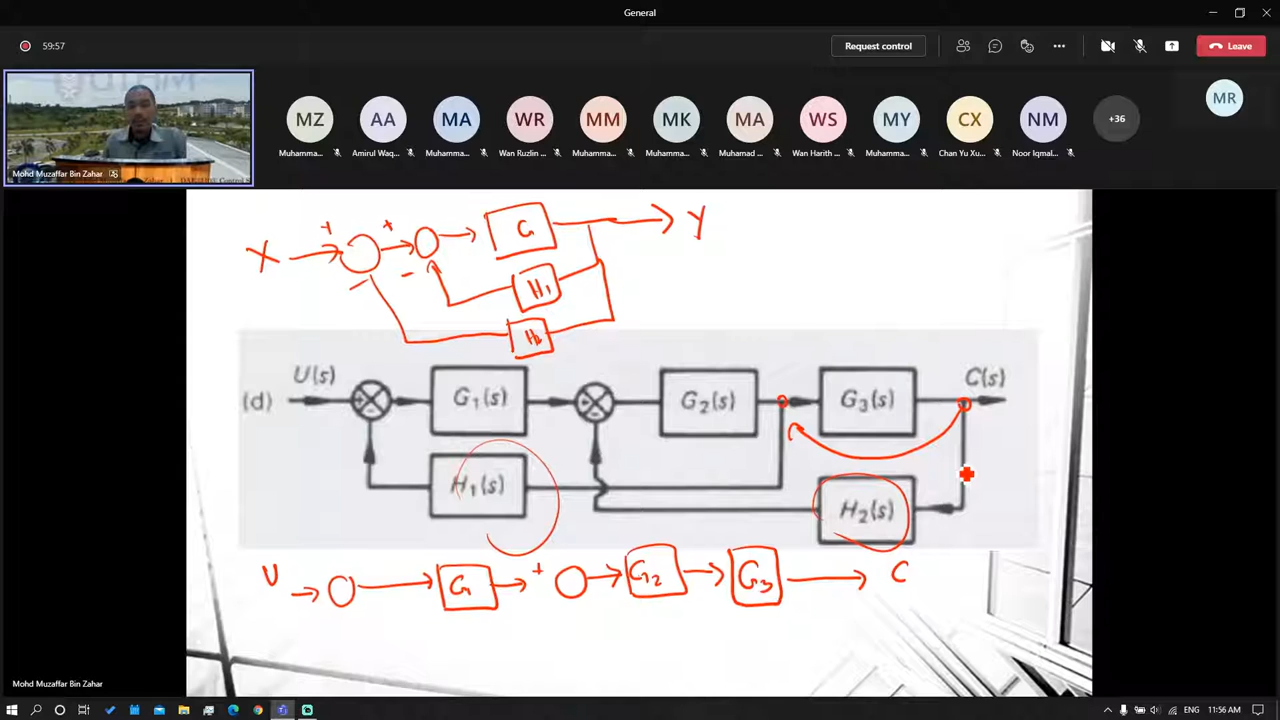 General
59:57
Request control
Leave
MZ
AA
MA
WR
MM
MK
MA
WS
MY
CX
NM
+36
MR
Muhamma...
Amirul Waq...
Muhamma...
Wan Ruzlin ...
Muhamma...
Muhamma...
Muhamad ...
Wan Harith ...
Muhamma...
Chan Yu Xu...
Noor Iqmal...
Mohd Muzaffar Bin Zahar
X + + G Y
- -
H1
H2
(d) U(s) G1(s) G2(s) G3(s) C(s)
H1(s) H2(s)
U G + G2 G3 C
Mohd Muzaffar Bin Zahar
ENG 11:56 AM